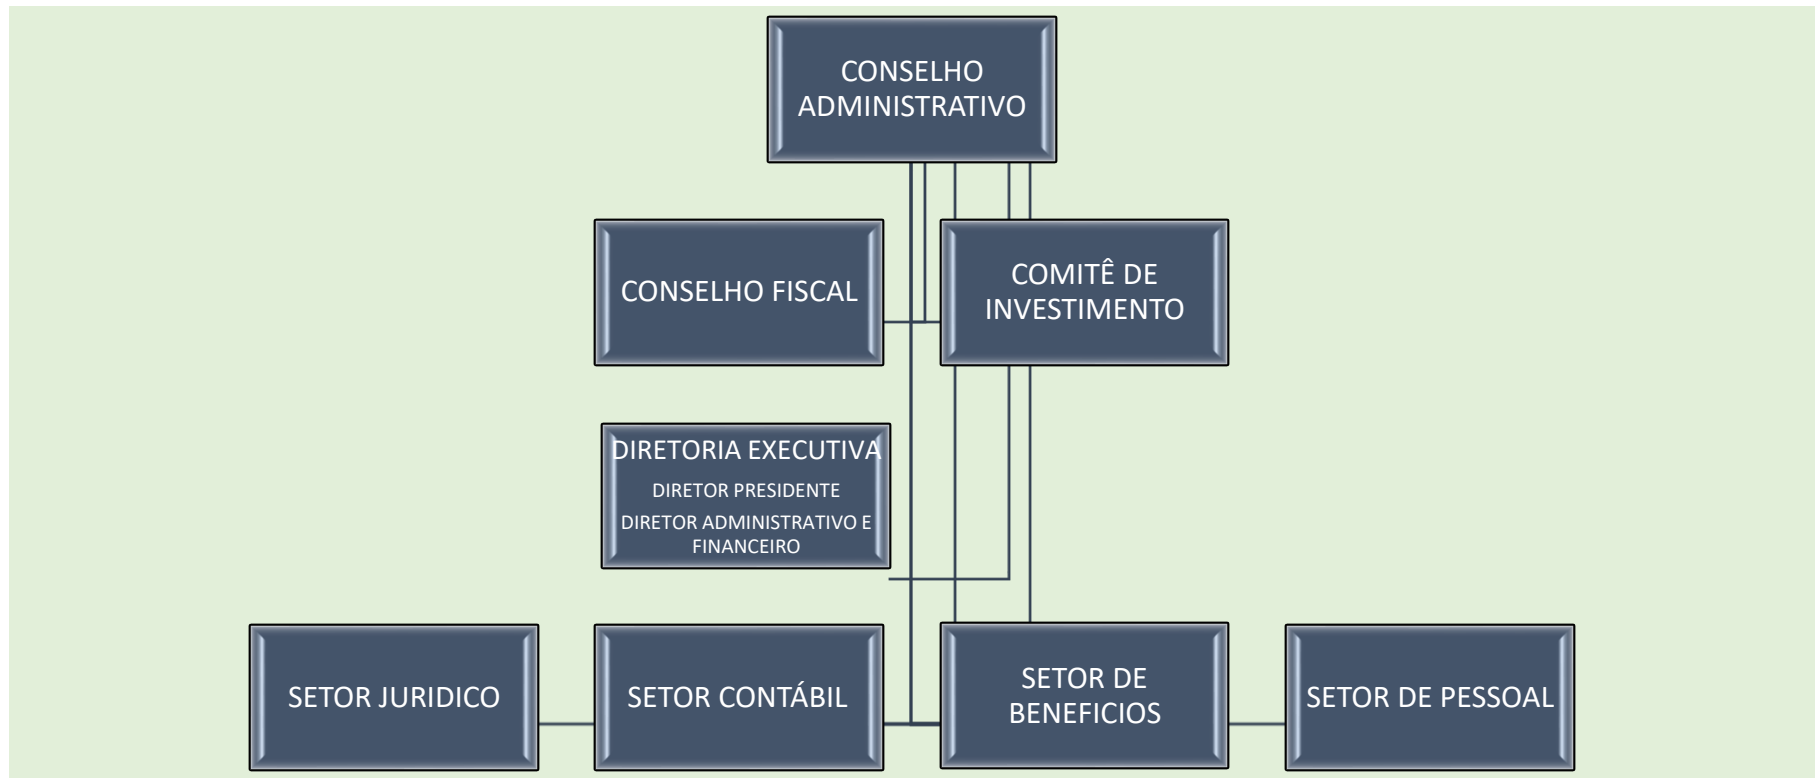 CONSELHO
ADMINISTRATIVO
CONSELHO FISCAL
COMITÊ DE
INVESTIMENTO
DIRETORIA EXECUTIVA
DIRETOR PRESIDENTE
DIRETOR ADMINISTRATIVO E
FINANCEIRO
SETOR JURIDICO
SETOR CONTÁBIL
SETOR DE
BENEFICIOS
SETOR DE PESSOAL